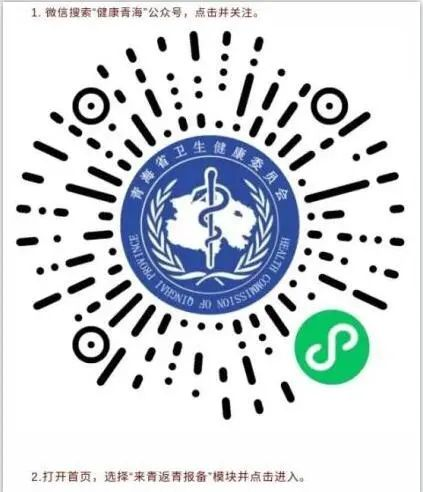 1. 微信搜索“健康青海”公众号，点击并关注。
青海省卫生健康委员会
HEALTH COMMISSION OF QINGHAI PROVINCE
2.打开首页，选择“来青返青报备”模块并点击进入。